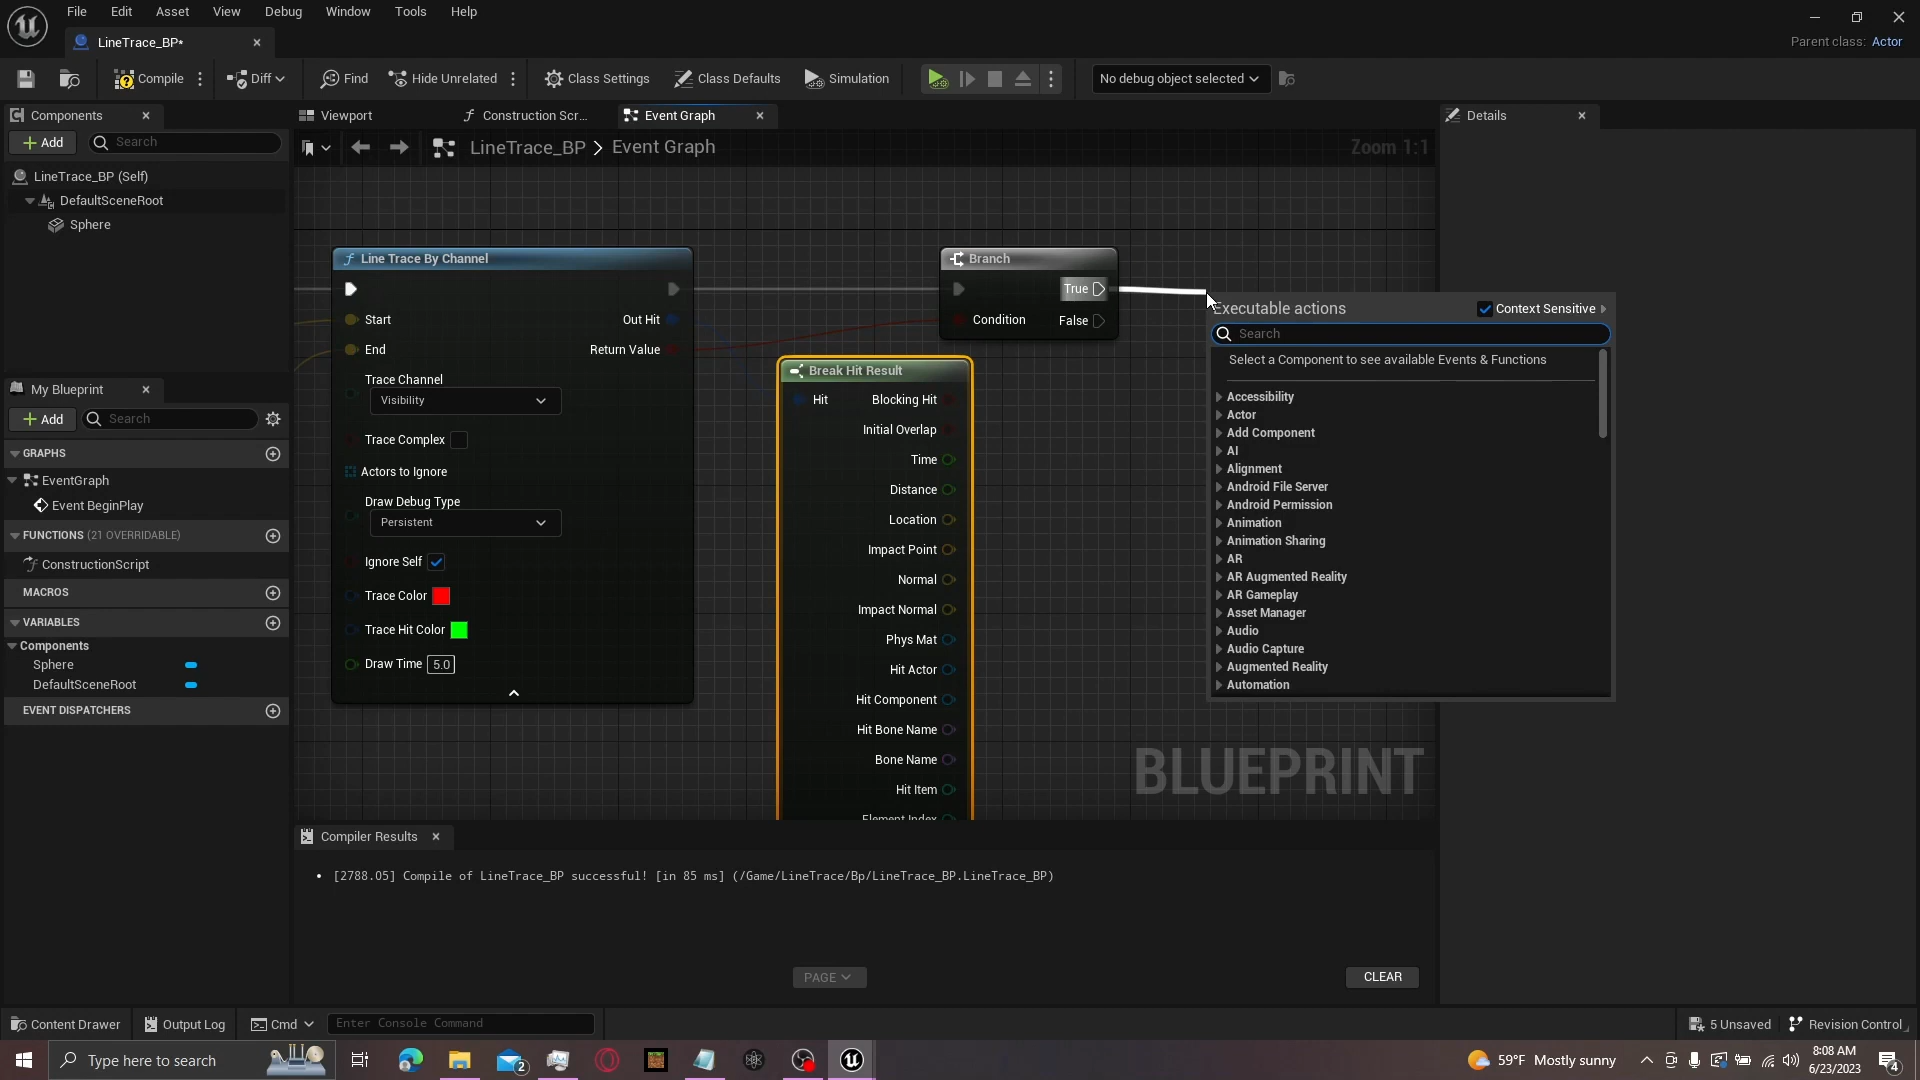 File Edit Asset View Debug Window Tools Help
LineTrace_BP*
Parent class: Actor
Compile Diff Find Hide Unrelated Class Settings Class Defaults Simulation No debug object selected
Components
Add Search
LineTrace_BP (Self)
DefaultSceneRoot
Sphere
My Blueprint
Add Search
GRAPHS
EventGraph
Event BeginPlay
FUNCTIONS (21 OVERRIDABLE)
ConstructionScript
MACROS
VARIABLES
Components
Sphere
DefaultSceneRoot
EVENT DISPATCHERS
Viewport Construction Scr... Event Graph
LineTrace_BP > Event Graph Zoom 1:1
f Line Trace By Channel
Start Out Hit
End Return Value
Trace Channel
Visibility
Trace Complex
Actors to Ignore
Draw Debug Type
Persistent
Ignore Self
Trace Color
Trace Hit Color
Draw Time 5.0
Branch
True
Condition False
Break Hit Result
Hit Blocking Hit
Initial Overlap
Time
Distance
Location
Impact Point
Normal
Impact Normal
Phys Mat
Hit Actor
Hit Component
Hit Bone Name
Bone Name
Hit Item
Element Index
Executable actions Context Sensitive
Search
Select a Component to see available Events & Functions
Accessibility
Actor
Add Component
AI
Alignment
Android File Server
Android Permission
Animation
Animation Sharing
AR
AR Augmented Reality
AR Gameplay
Asset Manager
Audio
Audio Capture
Augmented Reality
Automation
BLUEPRINT
Details
Compiler Results
[2788.05] Compile of LineTrace_BP successful! [in 85 ms] (/Game/LineTrace/Bp/LineTrace_BP.LineTrace_BP)
PAGE CLEAR
Content Drawer Output Log Cmd Enter Console Command 5 Unsaved Revision Control
Type here to search 2 59°F Mostly sunny 8:08 AM
6/23/2023 4